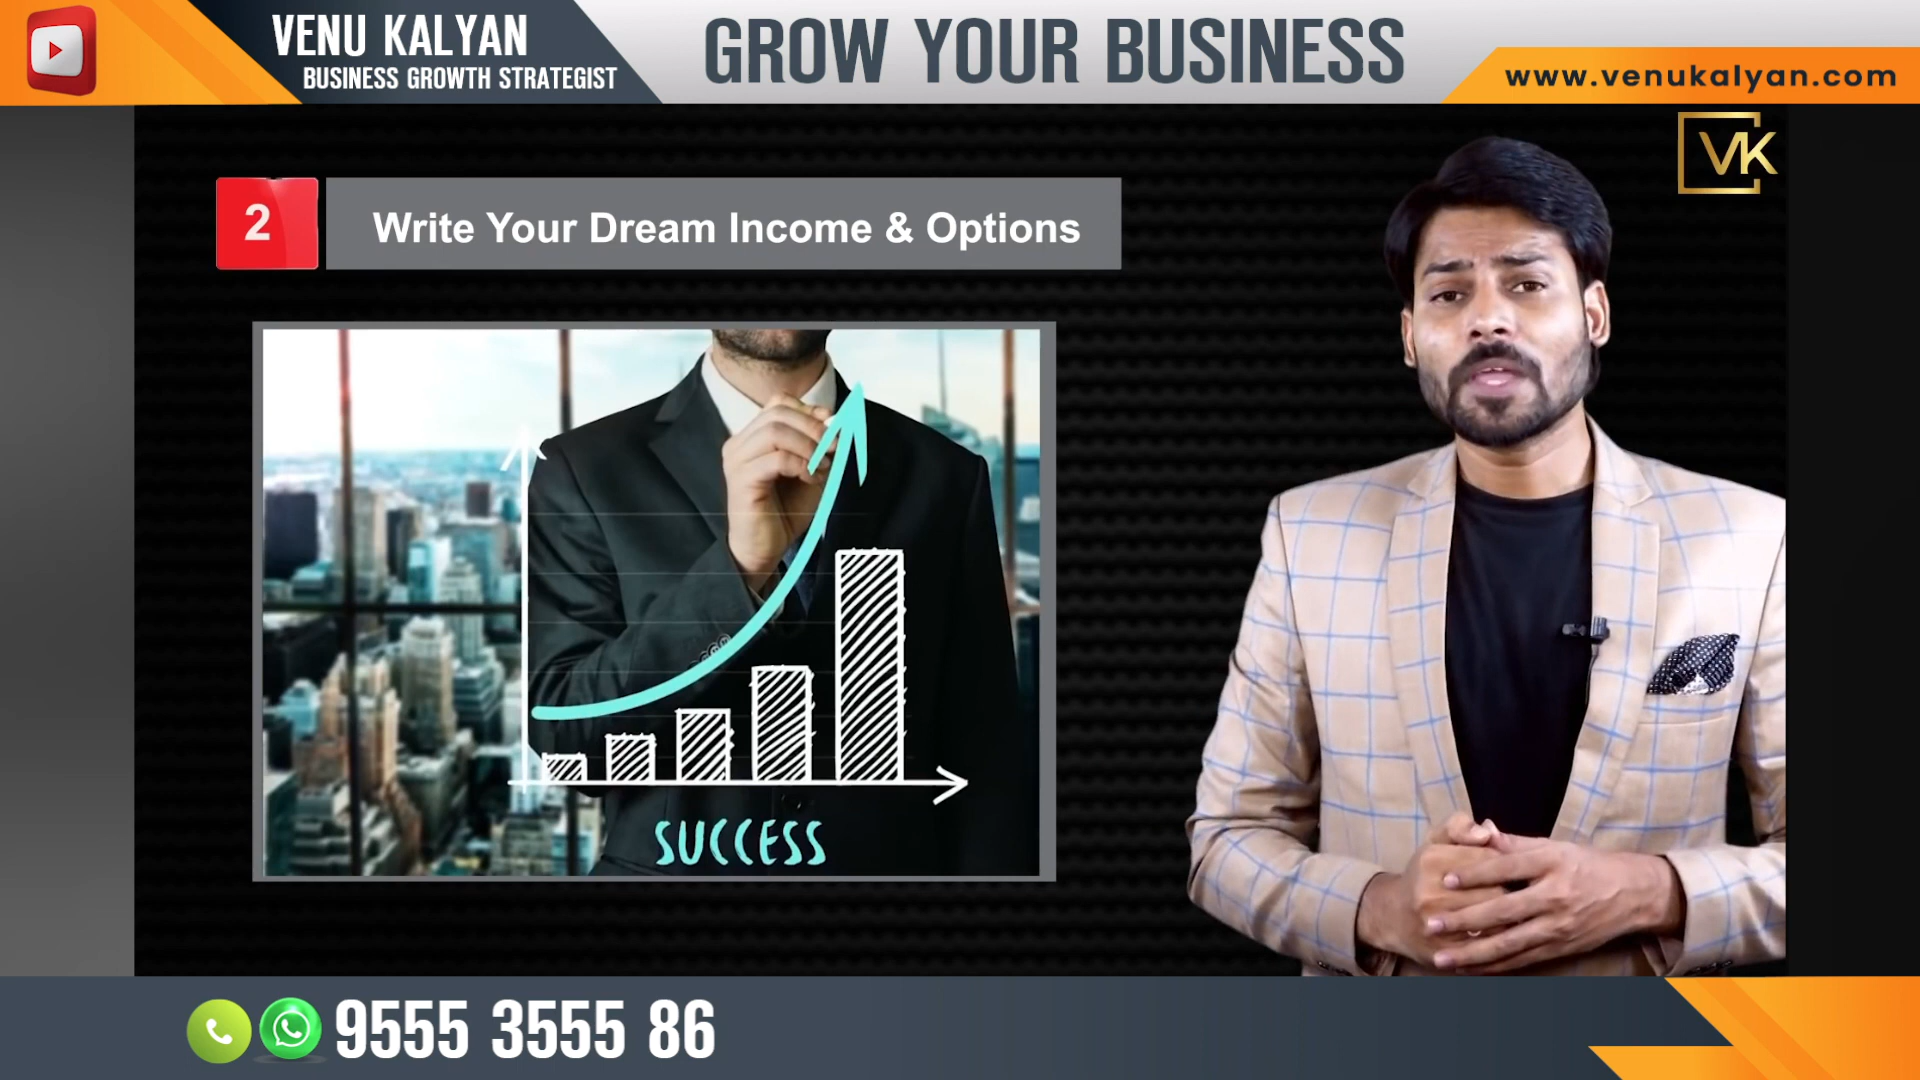 VENU KALYAN
BUSINESS GROWTH STRATEGIST
GROW YOUR BUSINESS
www.venukalyan.com
VK
2
Write Your Dream Income & Options
SUCCESS
9555 3555 86